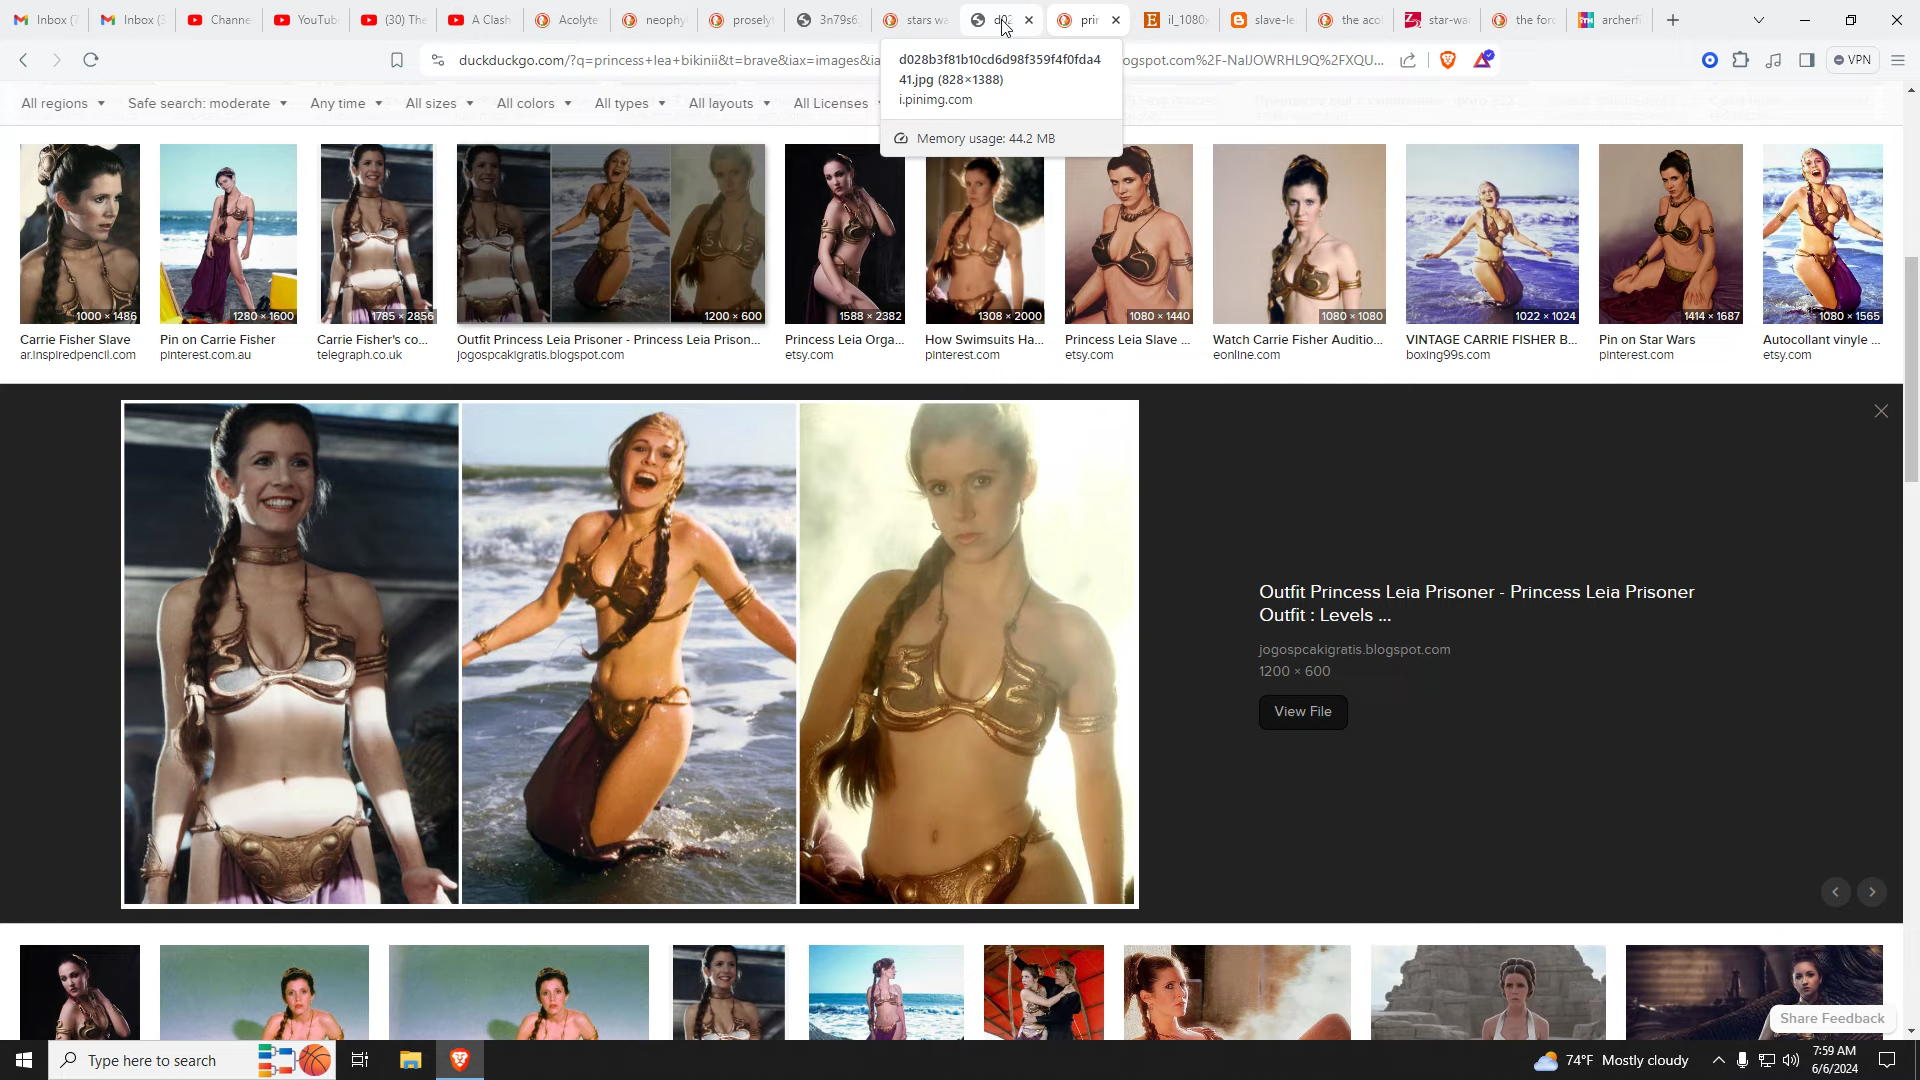 Inbox (7
Inbox (3
Channe
YouTub
(30) The
A Clash
Acolyte
neophy
proselyt
3n79s6.
stars wa
d02
prin
il_1080x
slave-le
the acol
star-wa
the forc
archerfi
duckduckgo.com/?q=princess+lea+bikinii&t=brave&iax=images&ia
ogspot.com%2F-NaIJOWRHL9Q%2FXQU...
VPN
d028b3f81b10cd6d98f359f4f0fda4
41.jpg (828×1388)
i.pinimg.com
Memory usage: 44.2 MB
All regions
Safe search: moderate
Any time
All sizes
All colors
All types
All layouts
All Licenses
1000 × 1486
1280 × 1600
1785 × 2856
1200 × 600
1588 × 2382
1308 × 2000
1080 × 1440
1080 × 1080
1022 × 1024
1414 × 1687
1080 × 1565
Carrie Fisher Slave
ar.inspiredpencil.com
Pin on Carrie Fisher
pinterest.com.au
Carrie Fisher's co...
telegraph.co.uk
Outfit Princess Leia Prisoner - Princess Leia Prison...
jogospcakigratis.blogspot.com
Princess Leia Orga...
etsy.com
How Swimsuits Ha...
pinterest.com
Princess Leia Slave ...
etsy.com
Watch Carrie Fisher Auditio...
eonline.com
VINTAGE CARRIE FISHER B...
boxing99s.com
Pin on Star Wars
pinterest.com
Autocollant vinyle ...
etsy.com
Outfit Princess Leia Prisoner - Princess Leia Prisoner
Outfit : Levels ...
jogospcakigratis.blogspot.com
1200 × 600
View File
Share Feedback
Type here to search
74°F Mostly cloudy
7:59 AM
6/6/2024